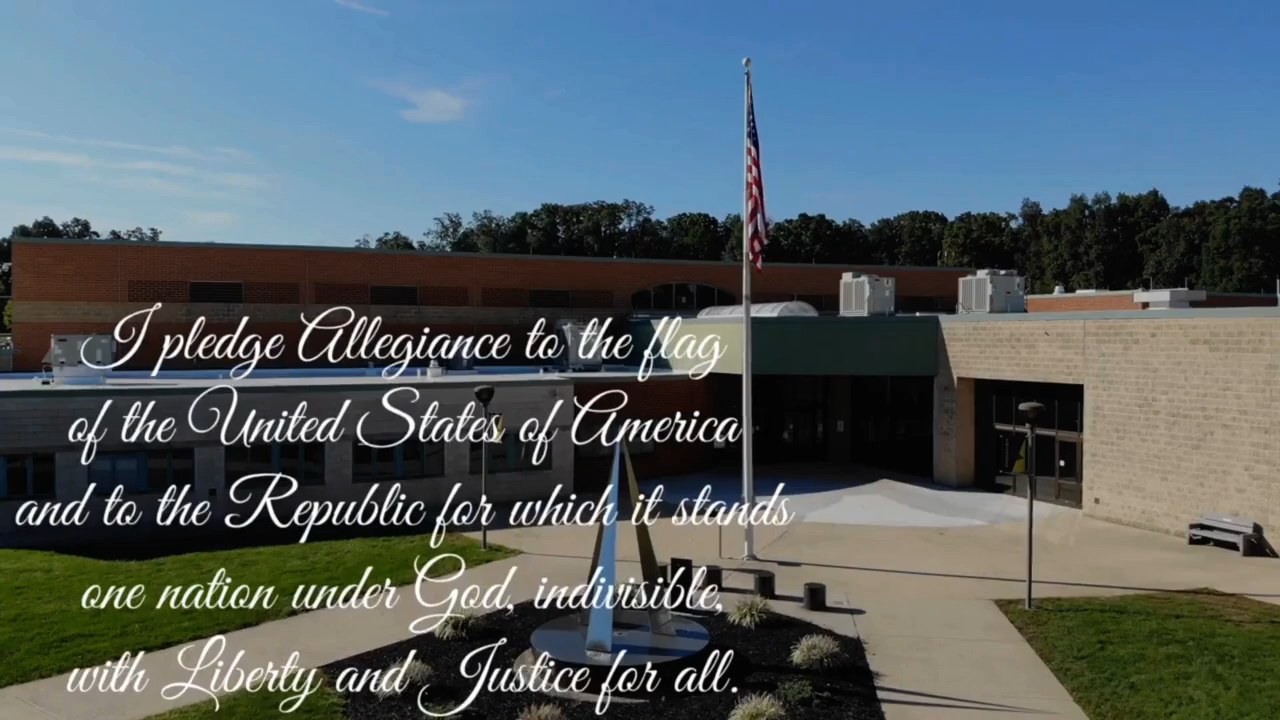 I pledge Allegiance to the flag
of the United States of America
and to the Republic for which it stands
one nation under God, indivisible,
with Liberty and Justice for all.